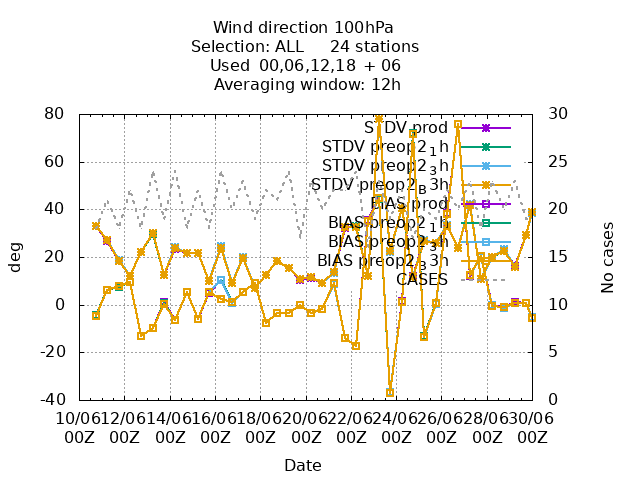 Wind direction 100hPa
Selection: ALL 24 stations
Used 00,06,12,18 + 06
Averaging window: 12h
80
60
40
20
0
-20
-40
deg
30
25
20
15
10
5
0
No cases
STDV prod
STDV preop2_1h
STDV preop2_3h
STDV preop2_B 3h
BIAS prod
BIAS preop2_1h
BIAS preop2_3h
BIAS preop2_3 3h
CASES
10/06 12/06 14/06 16/06 18/06 20/06 22/06 24/06 26/06 28/06 30/06
00Z 00Z 00Z 00Z 00Z 00Z 00Z 00Z 00Z 00Z 00Z
Date